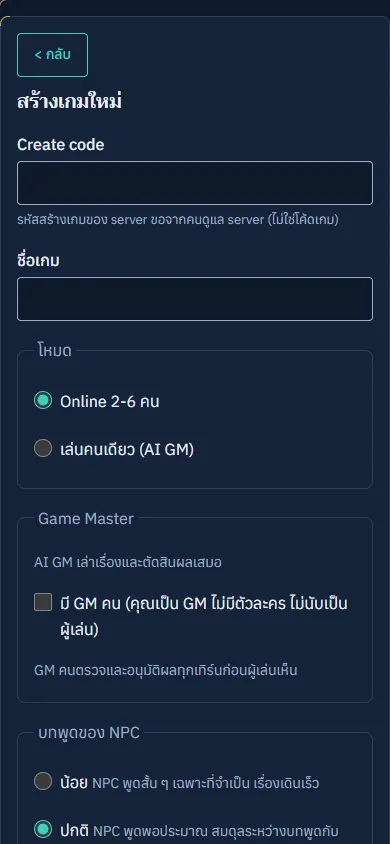 < กลับ
สร้างเกมใหม่
Create code
รหัสสร้างเกมของ server ขอจากคนดูแล server (ไม่ใช่โค้ดเกม)
ชื่อเกม
โหมด
Online 2-6 คน
เล่นคนเดียว (AI GM)
Game Master
AI GM เล่าเรื่องและตัดสินผลเสมอ
มี GM คน (คุณเป็น GM ไม่มีตัวละคร ไม่นับเป็น
ผู้เล่น)
GM คนตรวจและอนุมัติผลทุกเทิร์นก่อนผู้เล่นเห็น
บทพูดของ NPC
น้อย NPC พูดสั้น ๆ เฉพาะที่จำเป็น เรื่องเดินเร็ว
ปกติ NPC พูดพอประมาณ สมดุลระหว่างบทพูดกับ